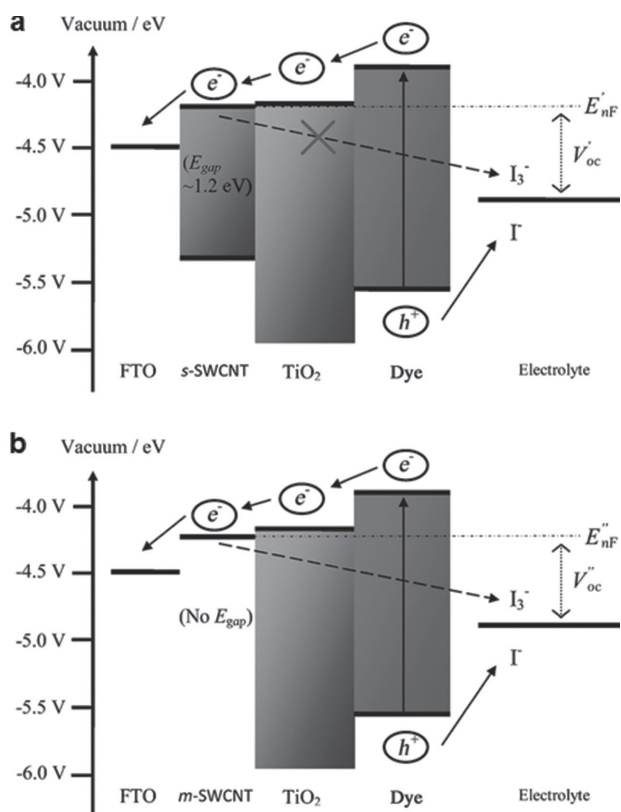 a
Vacuum / eV
e⁻
e⁻
e⁻
-4.0 V
E'nF
-4.5 V
(Egap
~1.2 eV)
V'oc
I₃⁻
-5.0 V
I⁻
-5.5 V
h⁺
-6.0 V
FTO s-SWCNT TiO₂ Dye Electrolyte
b
Vacuum / eV
e⁻
e⁻
e⁻
-4.0 V
E''nF
-4.5 V
V''oc
I₃⁻
(No Egap)
-5.0 V
I⁻
-5.5 V
h⁺
-6.0 V
FTO m-SWCNT TiO₂ Dye Electrolyte